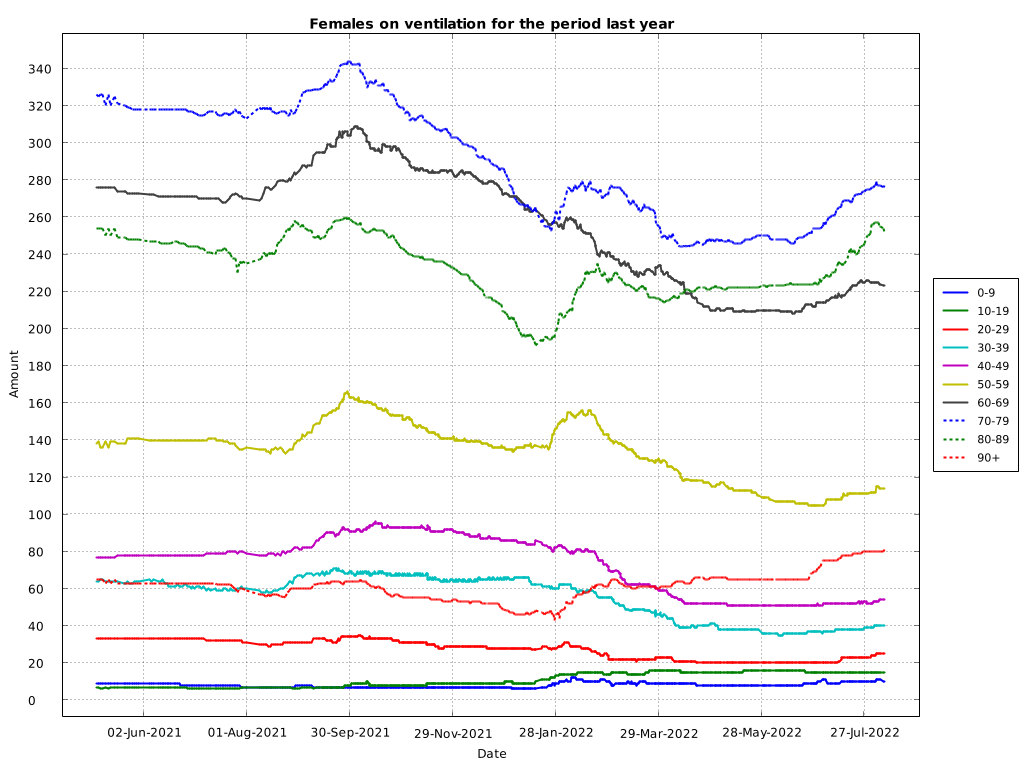 Females on ventilation for the period last year
340
320
300
280
260
240
220
200
180
160
140
120
100
80
60
40
20
0
Amount
02-Jun-2021
01-Aug-2021
30-Sep-2021
29-Nov-2021
28-Jan-2022
29-Mar-2022
28-May-2022
27-Jul-2022
Date
0-9
10-19
20-29
30-39
40-49
50-59
60-69
70-79
80-89
90+